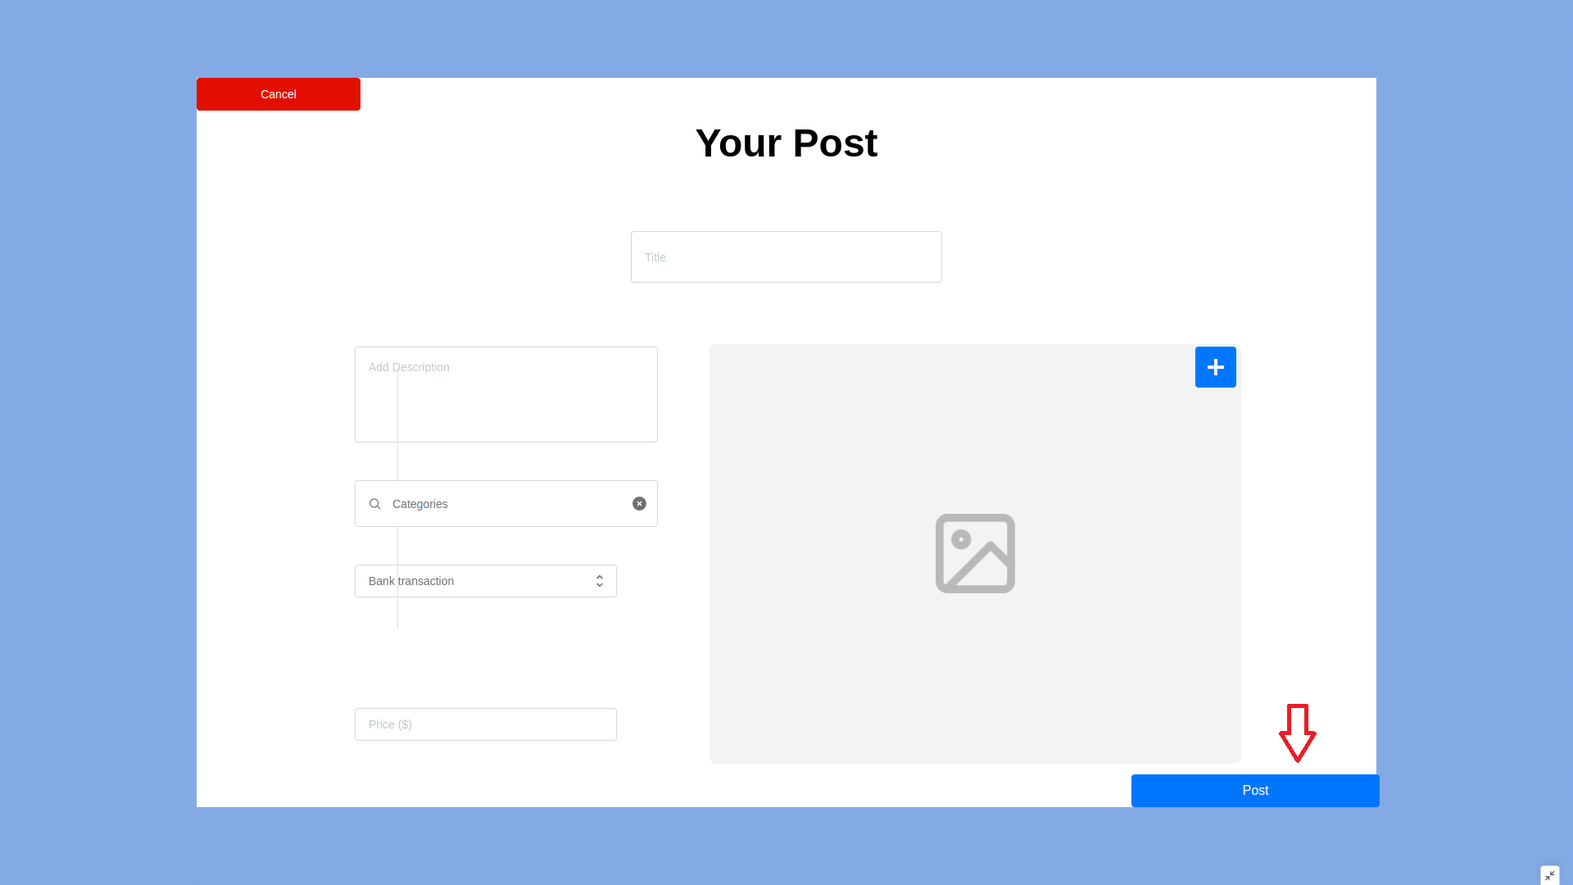 Cancel
Your Post
Title
Add Description
Categories
Bank transaction
Price ($)
Post